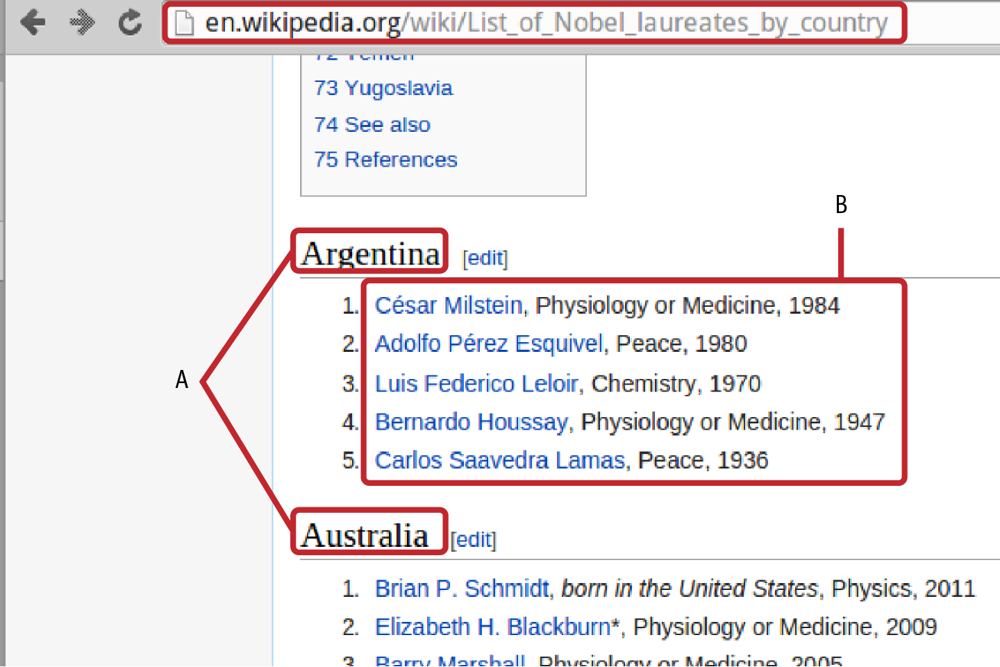 en.wikipedia.org/wiki/List_of_Nobel_laureates_by_country
72 Yemen
73 Yugoslavia
74 See also
75 References
B
Argentina [edit]
1. César Milstein, Physiology or Medicine, 1984
2. Adolfo Pérez Esquivel, Peace, 1980
A
3. Luis Federico Leloir, Chemistry, 1970
4. Bernardo Houssay, Physiology or Medicine, 1947
5. Carlos Saavedra Lamas, Peace, 1936
Australia [edit]
1. Brian P. Schmidt, born in the United States, Physics, 2011
2. Elizabeth H. Blackburn*, Physiology or Medicine, 2009
3. Barry Marshall, Physiology or Medicine, 2005